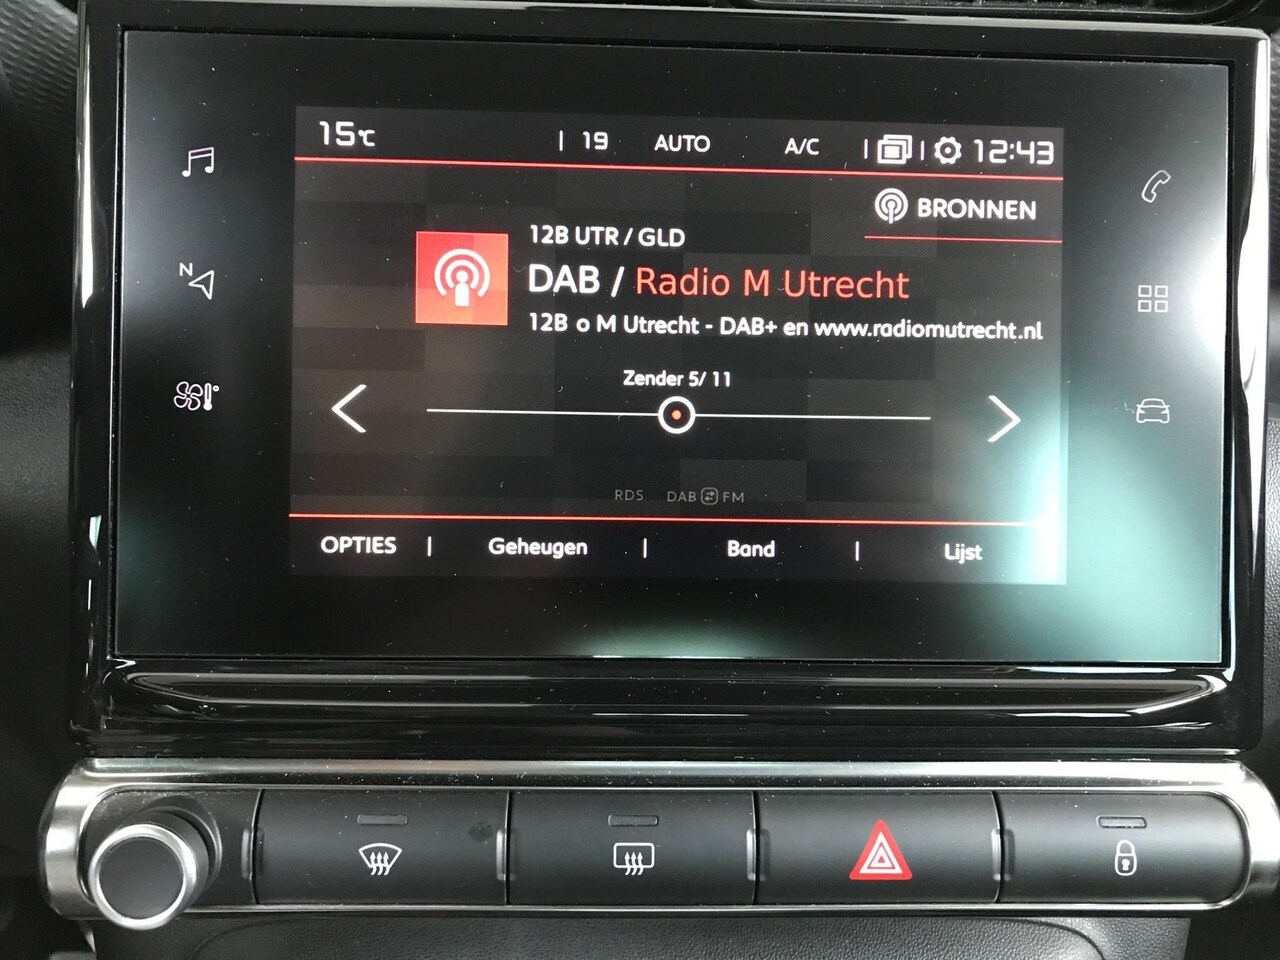 15°C | 19 AUTO A/C | | 12:43
BRONNEN
12B UTR / GLD
DAB / Radio M Utrecht
12B o M Utrecht - DAB+ en www.radiomutrecht.nl
Zender 5/ 11
RDS DAB FM
OPTIES | Geheugen | Band | Lijst
N